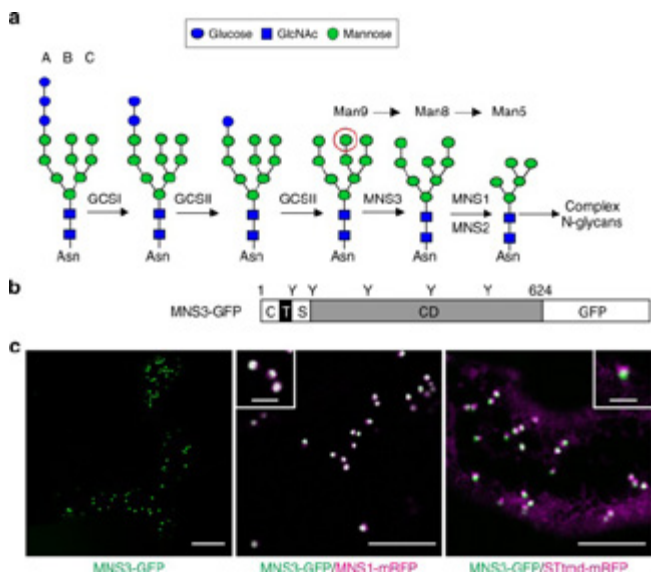 a
Glucose GlcNAc Mannose
A B C
Man9 Man8 Man5
GCSI GCSII GCSII MNS3 MNS1
MNS2
Complex
N-glycans
Asn Asn Asn Asn Asn Asn
b
1 Y Y Y Y Y 624
MNS3-GFP C T S CD GFP
c
MNS3-GFP MNS3-GFP/MNS1-mRFP MNS3-GFP/STtmd-mRFP